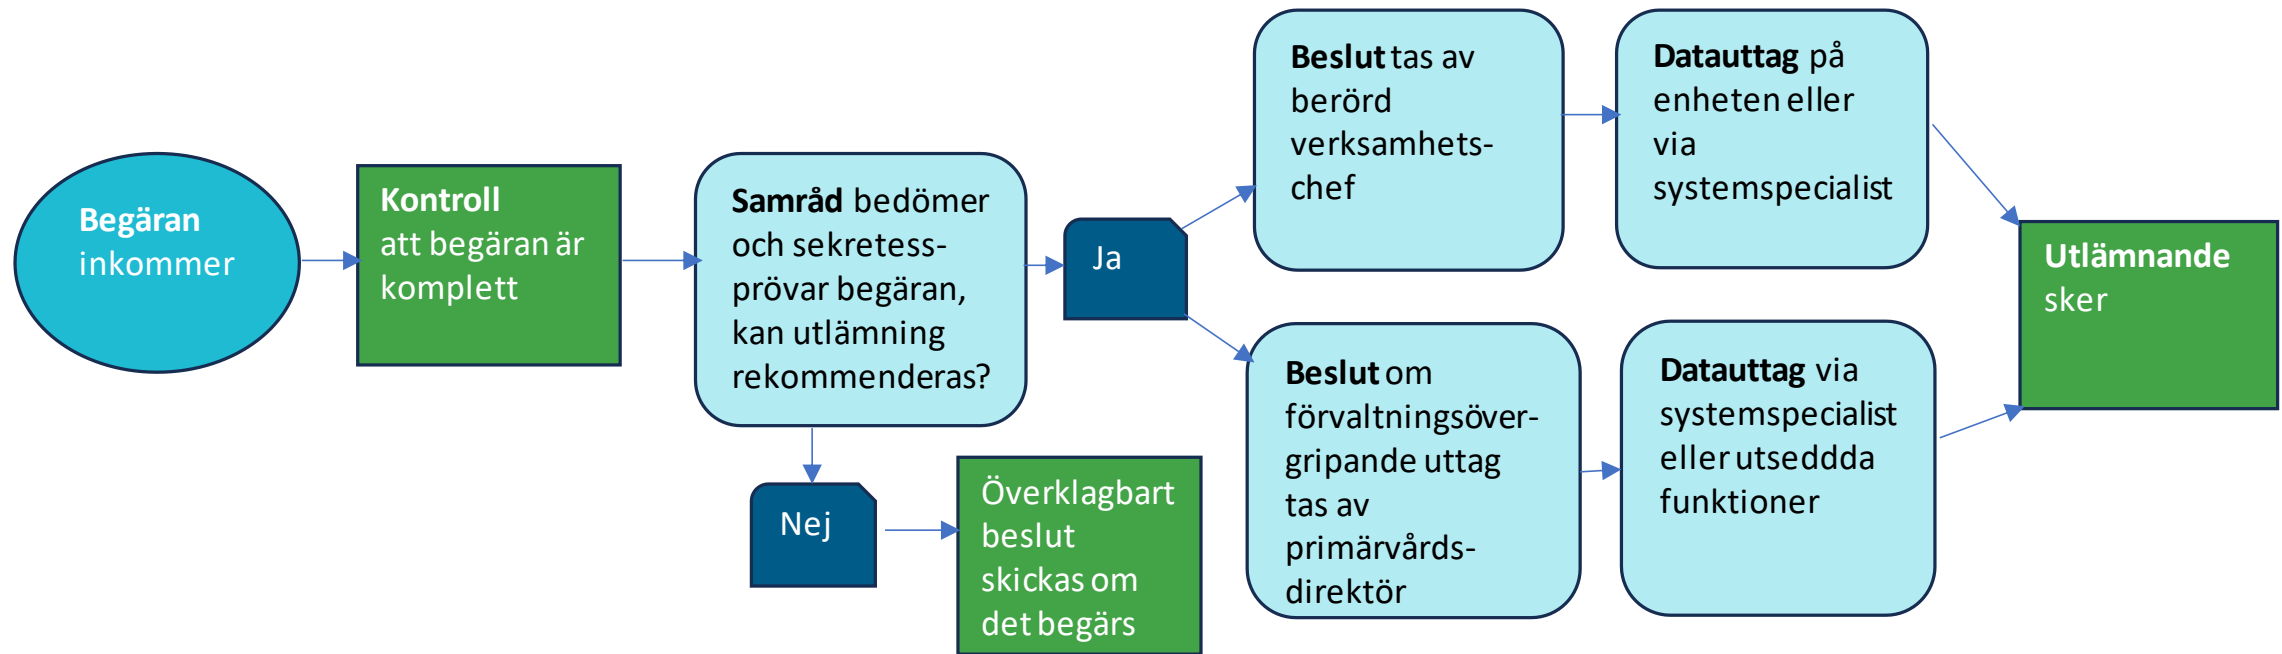 Begäran
inkommer
Kontroll
att begäran är
komplett
Samråd bedömer
och sekretess-
prövar begäran,
kan utlämning
rekommenderas?
Ja
Nej
Överklagbart
beslut
skickas om
det begärs
Beslut tas av
berörd
verksamhets-
chef
Datauttag på
enheten eller
via
systemspecialist
Beslut om
förvaltningsöver-
gripande uttag
tas av
primärvårds-
direktör
Datauttag via
systemspecialist
eller utseddda
funktioner
Utlämnande
sker